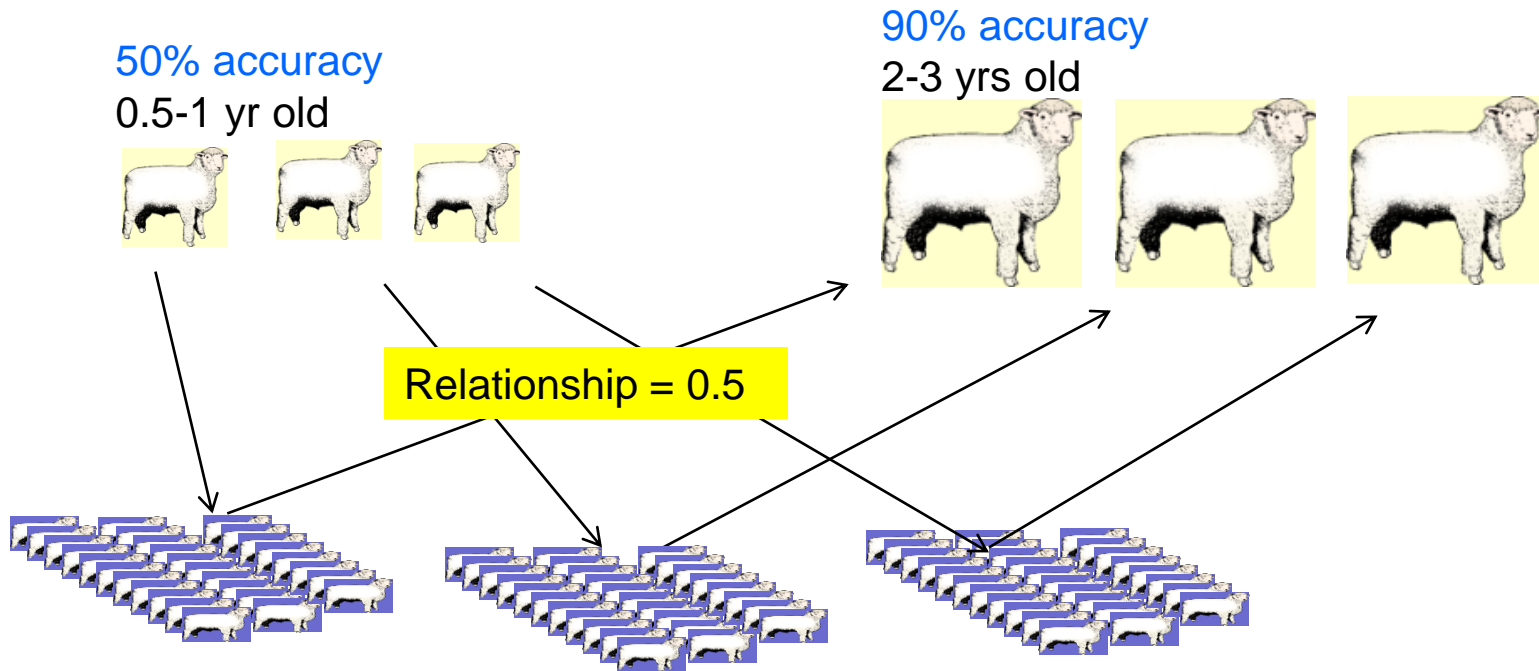 50% accuracy
0.5-1 yr old
90% accuracy
2-3 yrs old
Relationship = 0.5